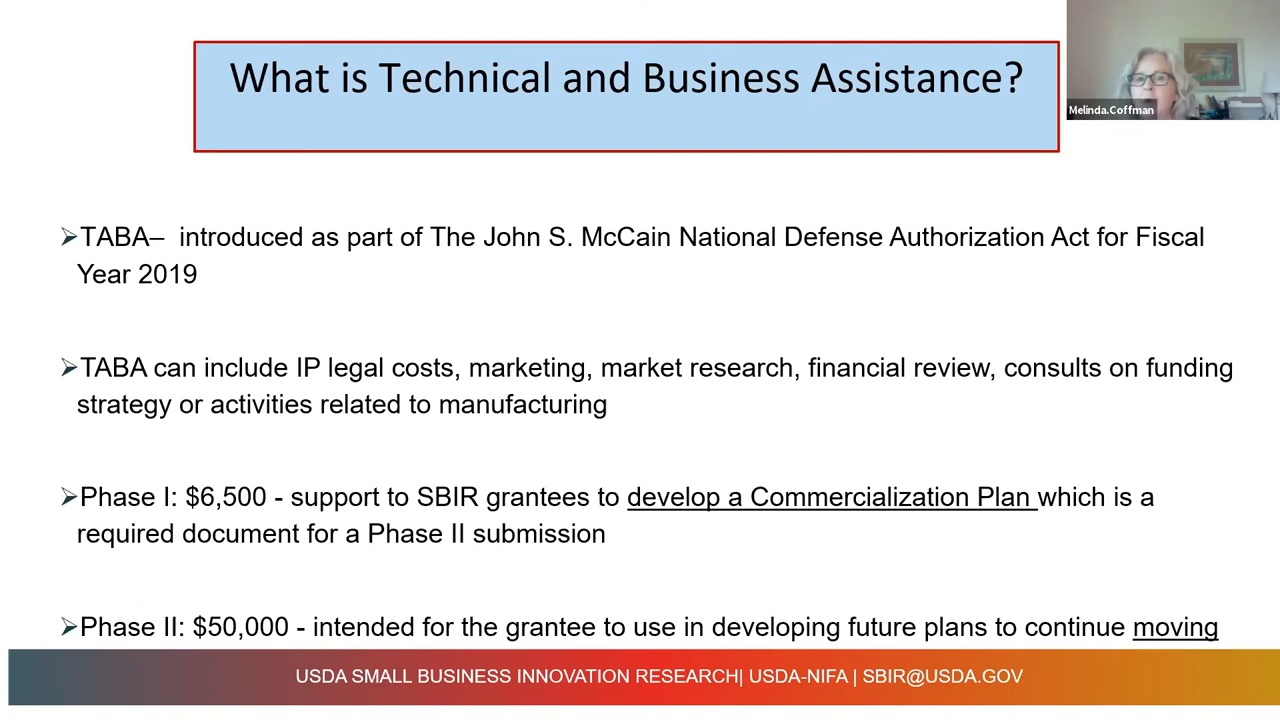 What is Technical and Business Assistance?
Melinda.Coffman
➢TABA– introduced as part of The John S. McCain National Defense Authorization Act for Fiscal
Year 2019
➢TABA can include IP legal costs, marketing, market research, financial review, consults on funding
strategy or activities related to manufacturing
➢Phase I: $6,500 - support to SBIR grantees to develop a Commercialization Plan which is a
required document for a Phase II submission
➢Phase II: $50,000 - intended for the grantee to use in developing future plans to continue moving
USDA SMALL BUSINESS INNOVATION RESEARCH| USDA-NIFA | SBIR@USDA.GOV